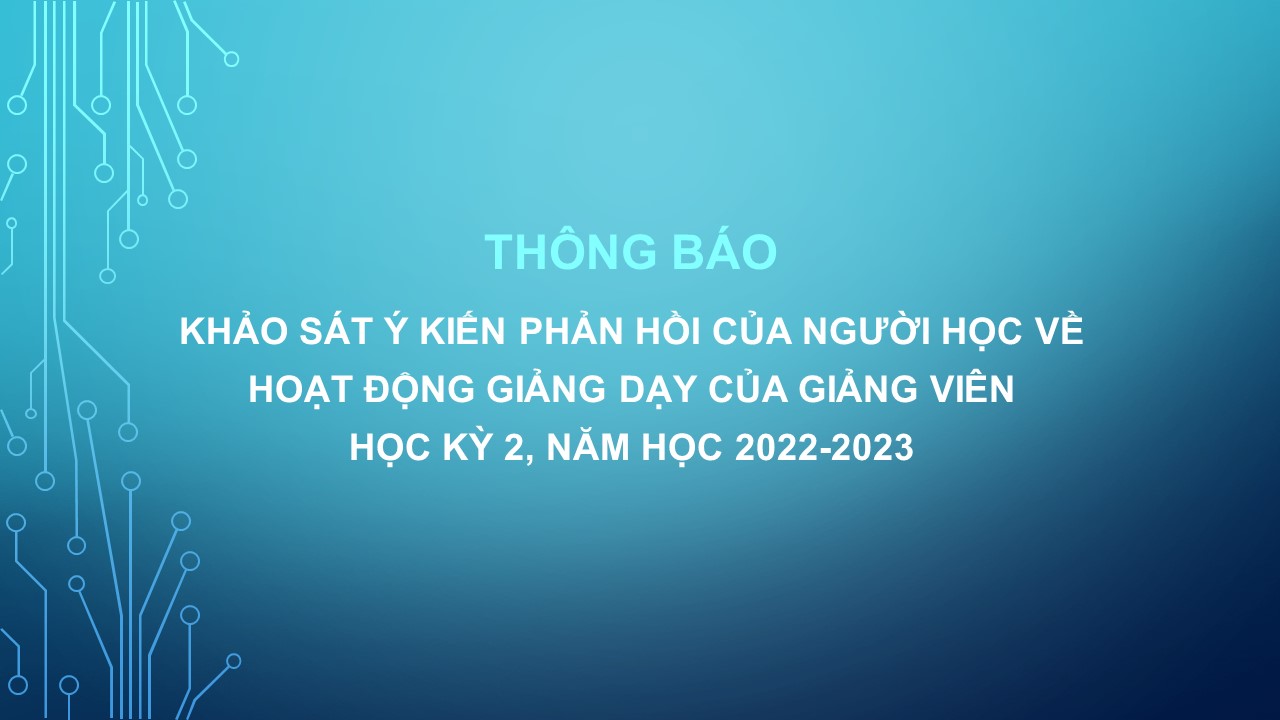 THÔNG BÁO
KHẢO SÁT Ý KIẾN PHẢN HỒI CỦA NGƯỜI HỌC VỀ
HOẠT ĐỘNG GIẢNG DẠY CỦA GIẢNG VIÊN
HỌC KỲ 2, NĂM HỌC 2022-2023